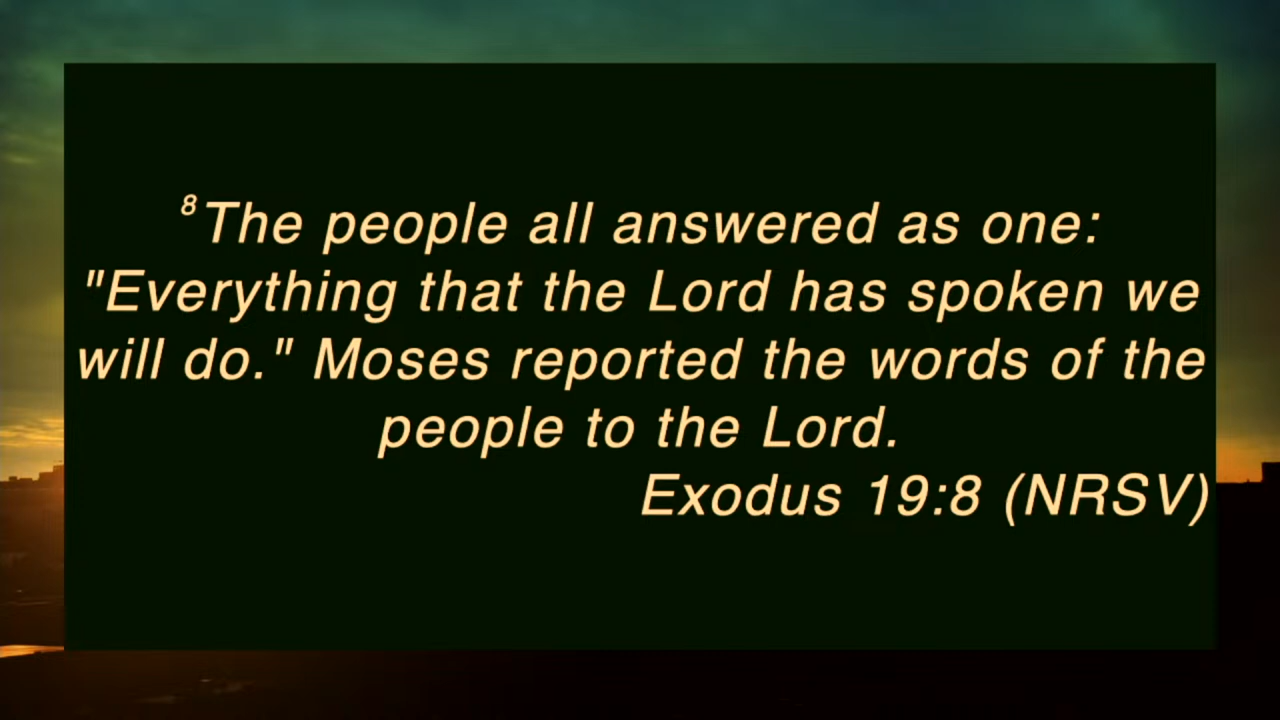 ⁸The people all answered as one:
"Everything that the Lord has spoken we
will do." Moses reported the words of the
people to the Lord.
Exodus 19:8 (NRSV)